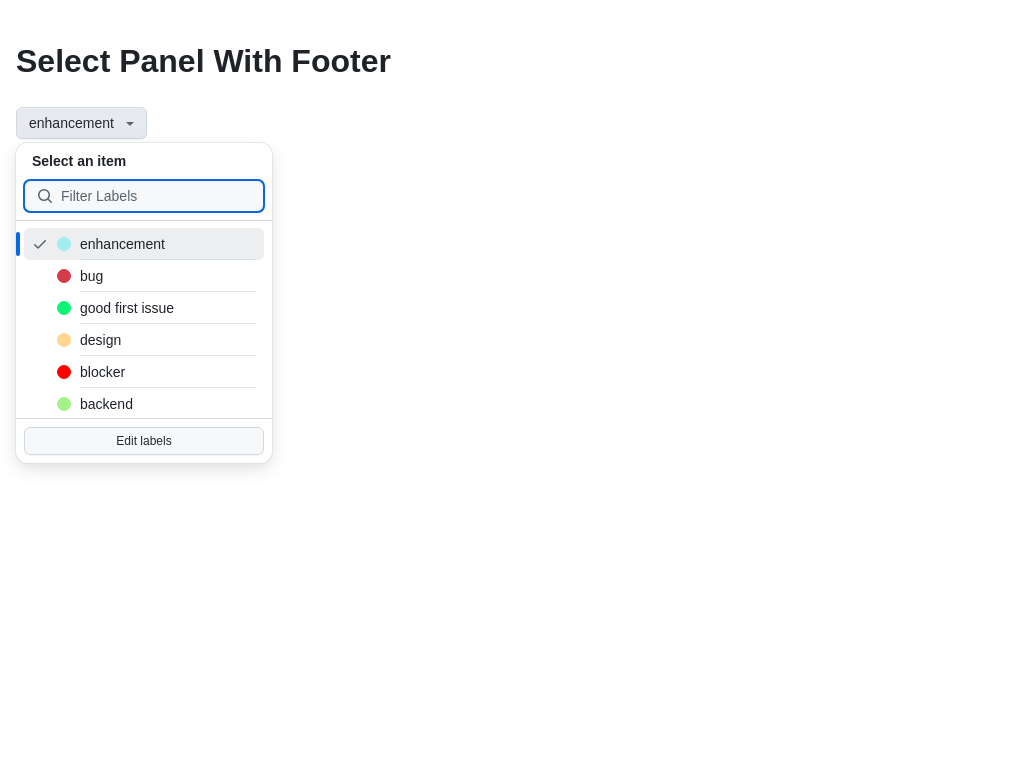 Select Panel With Footer
enhancement
Select an item
Filter Labels
enhancement
bug
good first issue
design
blocker
backend
Edit labels